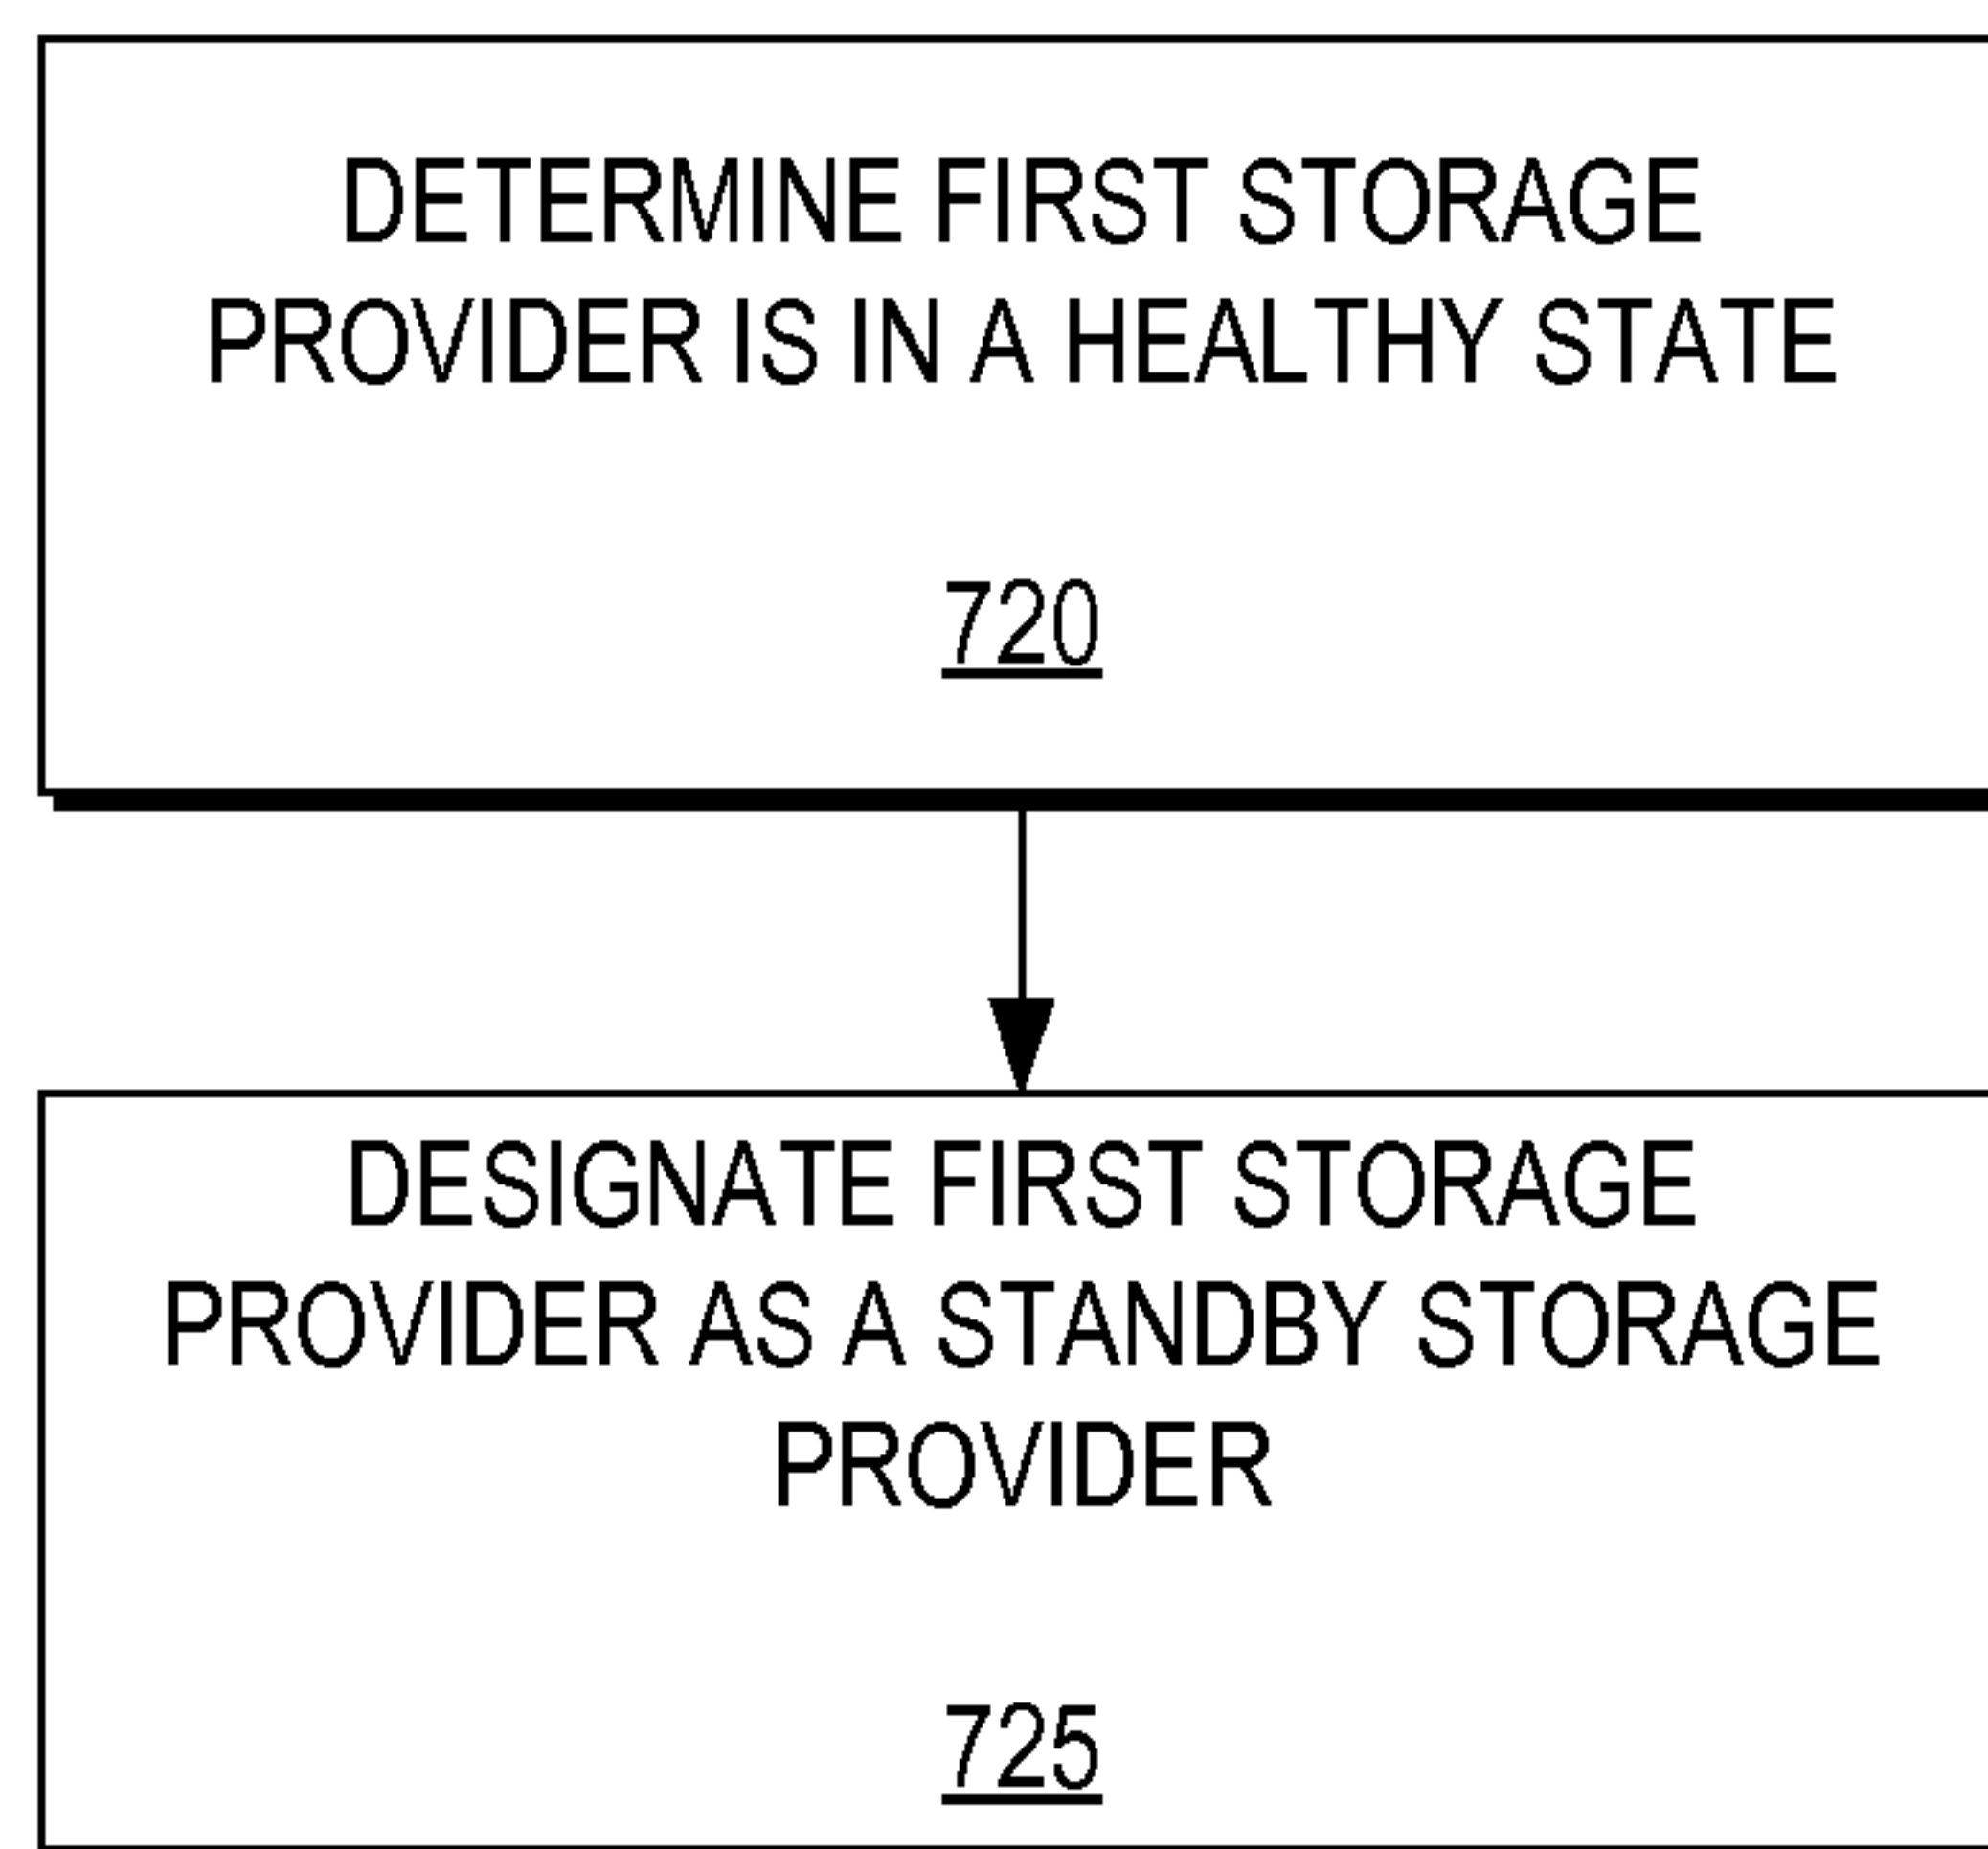 DETERMINE FIRST STORAGE
PROVIDER IS IN A HEALTHY STATE
720
DESIGNATE FIRST STORAGE
PROVIDER AS A STANDBY STORAGE
PROVIDER
725